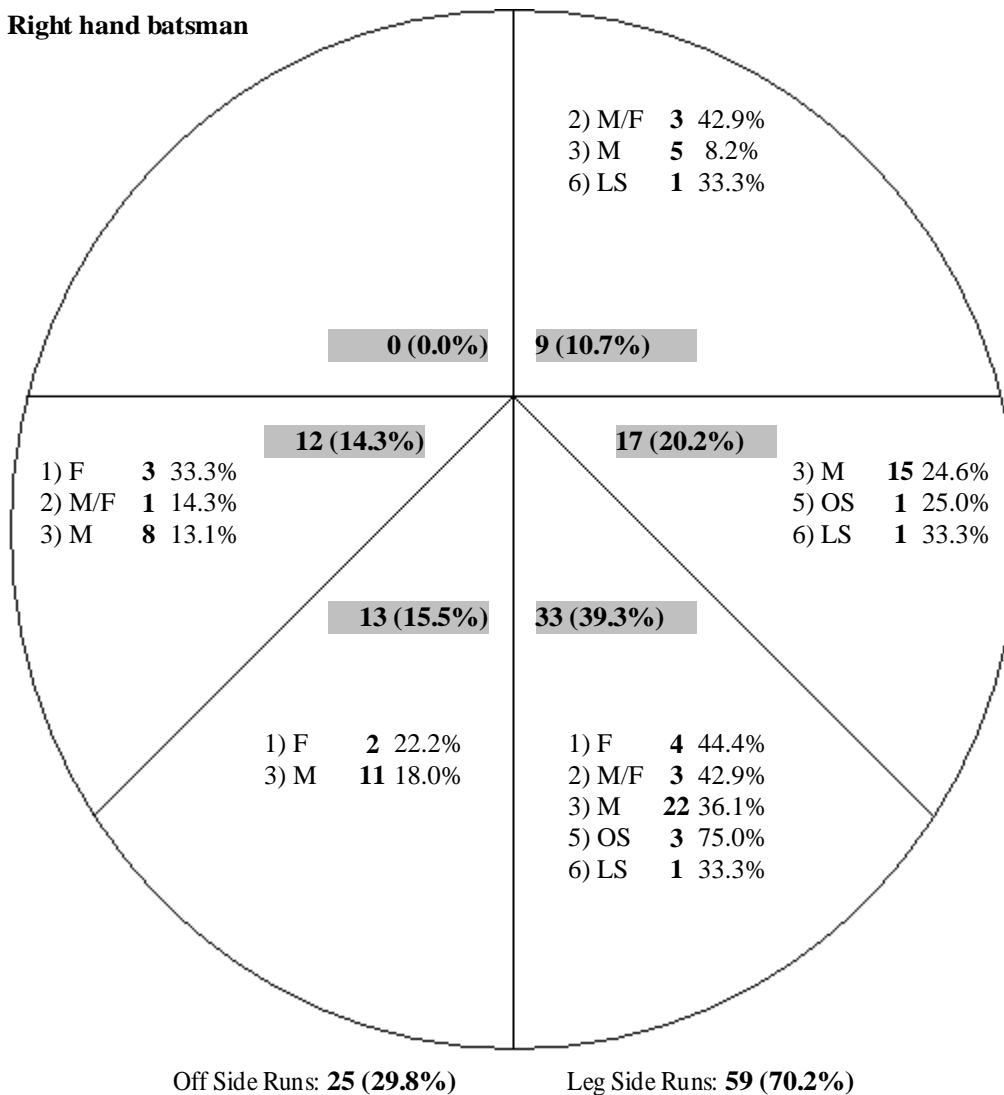 Right hand batsman
2) M/F 3 42.9%
3) M 5 8.2%
6) LS 1 33.3%
0 (0.0%)
9 (10.7%)
12 (14.3%)
17 (20.2%)
1) F 3 33.3%
2) M/F 1 14.3%
3) M 8 13.1%
3) M 15 24.6%
5) OS 1 25.0%
6) LS 1 33.3%
13 (15.5%)
33 (39.3%)
1) F 2 22.2%
3) M 11 18.0%
1) F 4 44.4%
2) M/F 3 42.9%
3) M 22 36.1%
5) OS 3 75.0%
6) LS 1 33.3%
Off Side Runs: 25 (29.8%)
Leg Side Runs: 59 (70.2%)